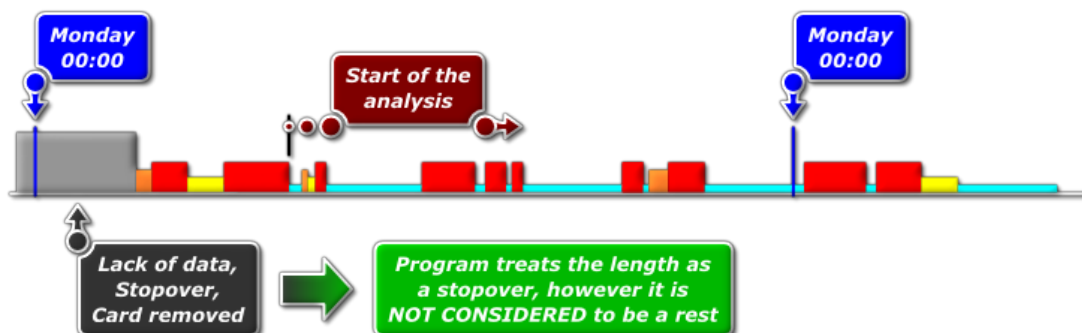 Monday
00:00
Start of the
analysis
Monday
00:00
Lack of data,
Stopover,
Card removed
Program treats the length as
a stopover, however it is
NOT CONSIDERED to be a rest